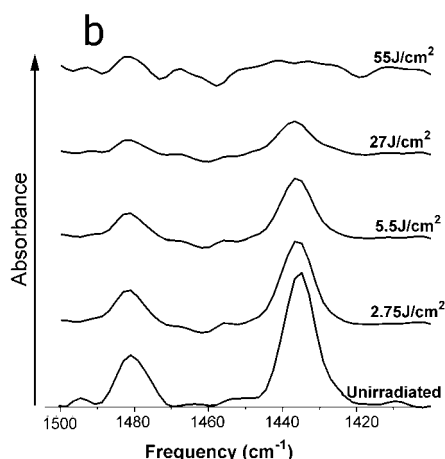 b
55J/cm²
27J/cm²
5.5J/cm²
2.75J/cm²
Unirradiated
Absorbance
1500 1480 1460 1440 1420
Frequency (cm⁻¹)